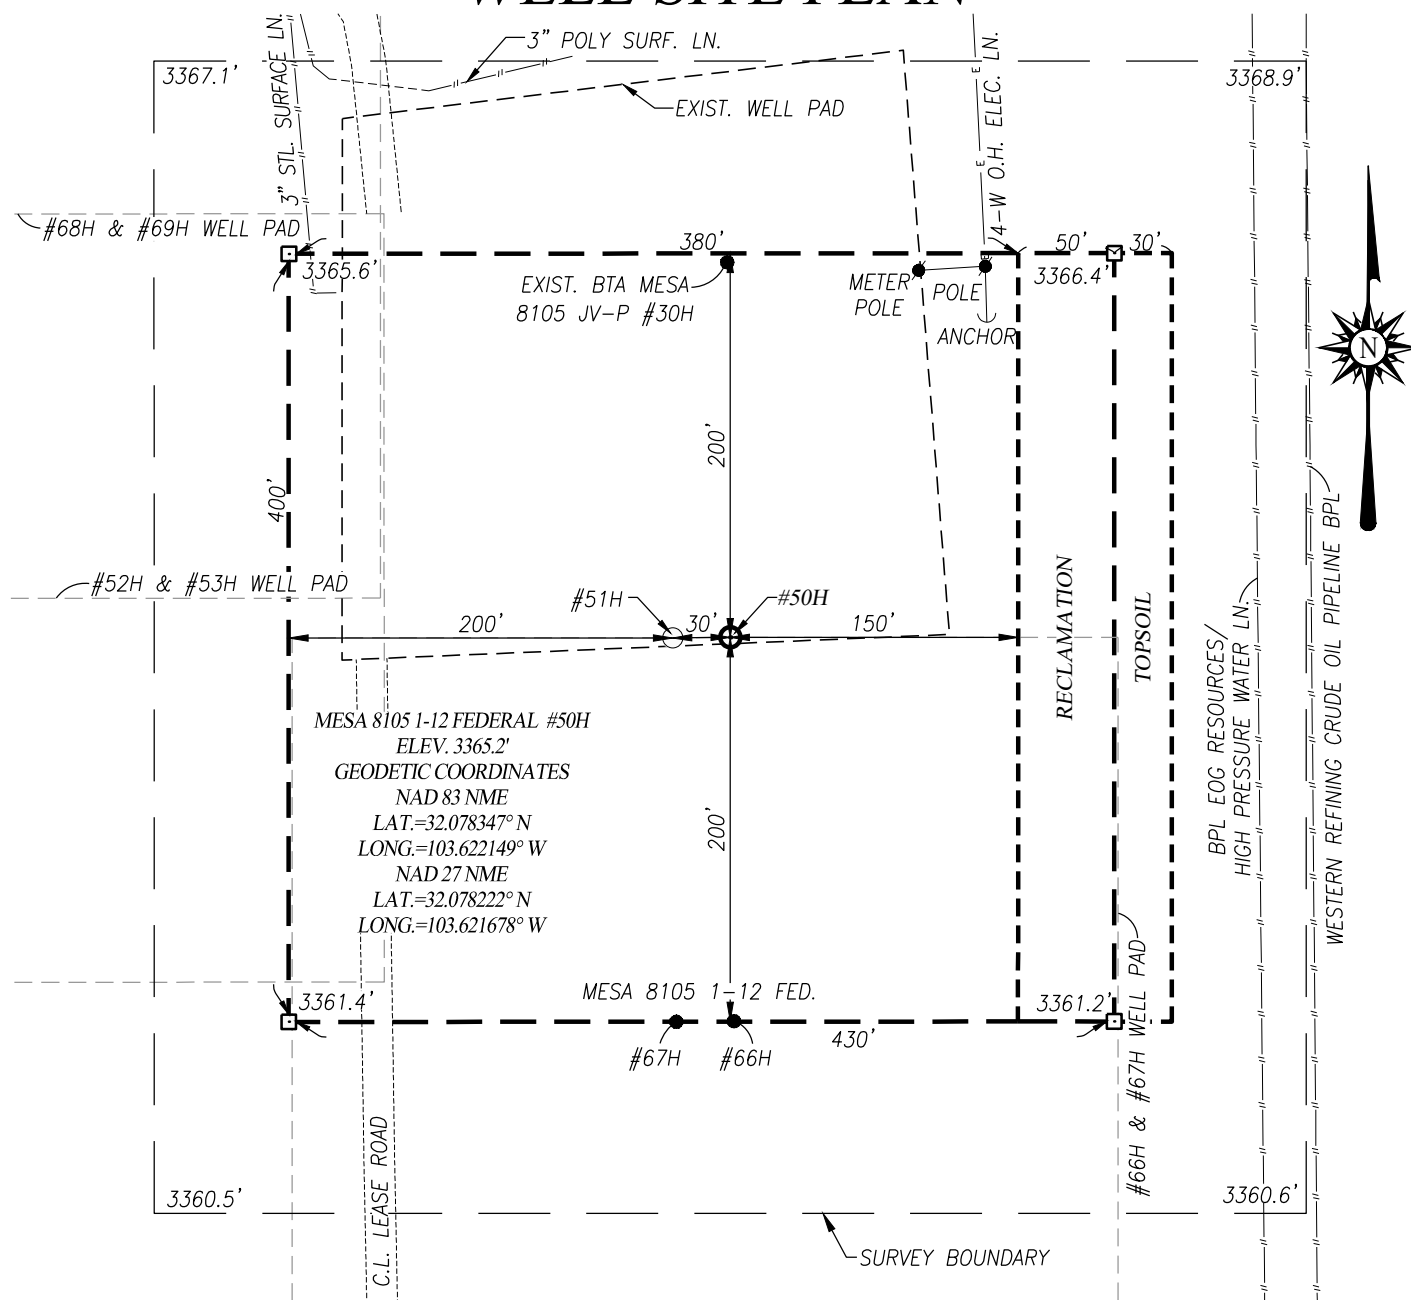 WELL SITE PLAN
3" POLY SURF. LN.
3367.1'
3368.9'
3" STL. SURFACE LN.
EXIST. WELL PAD
4-W O.H. ELEC. LN.
E
E
E
#68H & #69H WELL PAD
380'
50'
30'
3365.6'
3366.4'
EXIST. BTA MESA
8105 JV-P #30H
METER
POLE
POLE
ANCHOR
N
200'
400'
#52H & #53H WELL PAD
#51H
#50H
200'
30'
150'
RECLAMATION
TOPSOIL
BPL EOG RESOURCES/
HIGH PRESSURE WATER LN.
WESTERN REFINING CRUDE OIL PIPELINE BPL
MESA 8105 1-12 FEDERAL #50H
ELEV. 3365.2'
GEODETIC COORDINATES
NAD 83 NME
LAT.=32.078347° N
LONG.=103.622149° W
NAD 27 NME
LAT.=32.078222° N
LONG.=103.621678° W
200'
MESA 8105 1-12 FED.
3361.4'
3361.2'
430'
#67H
#66H
#66H & #67H WELL PAD
C.L. LEASE ROAD
3360.5'
3360.6'
SURVEY BOUNDARY